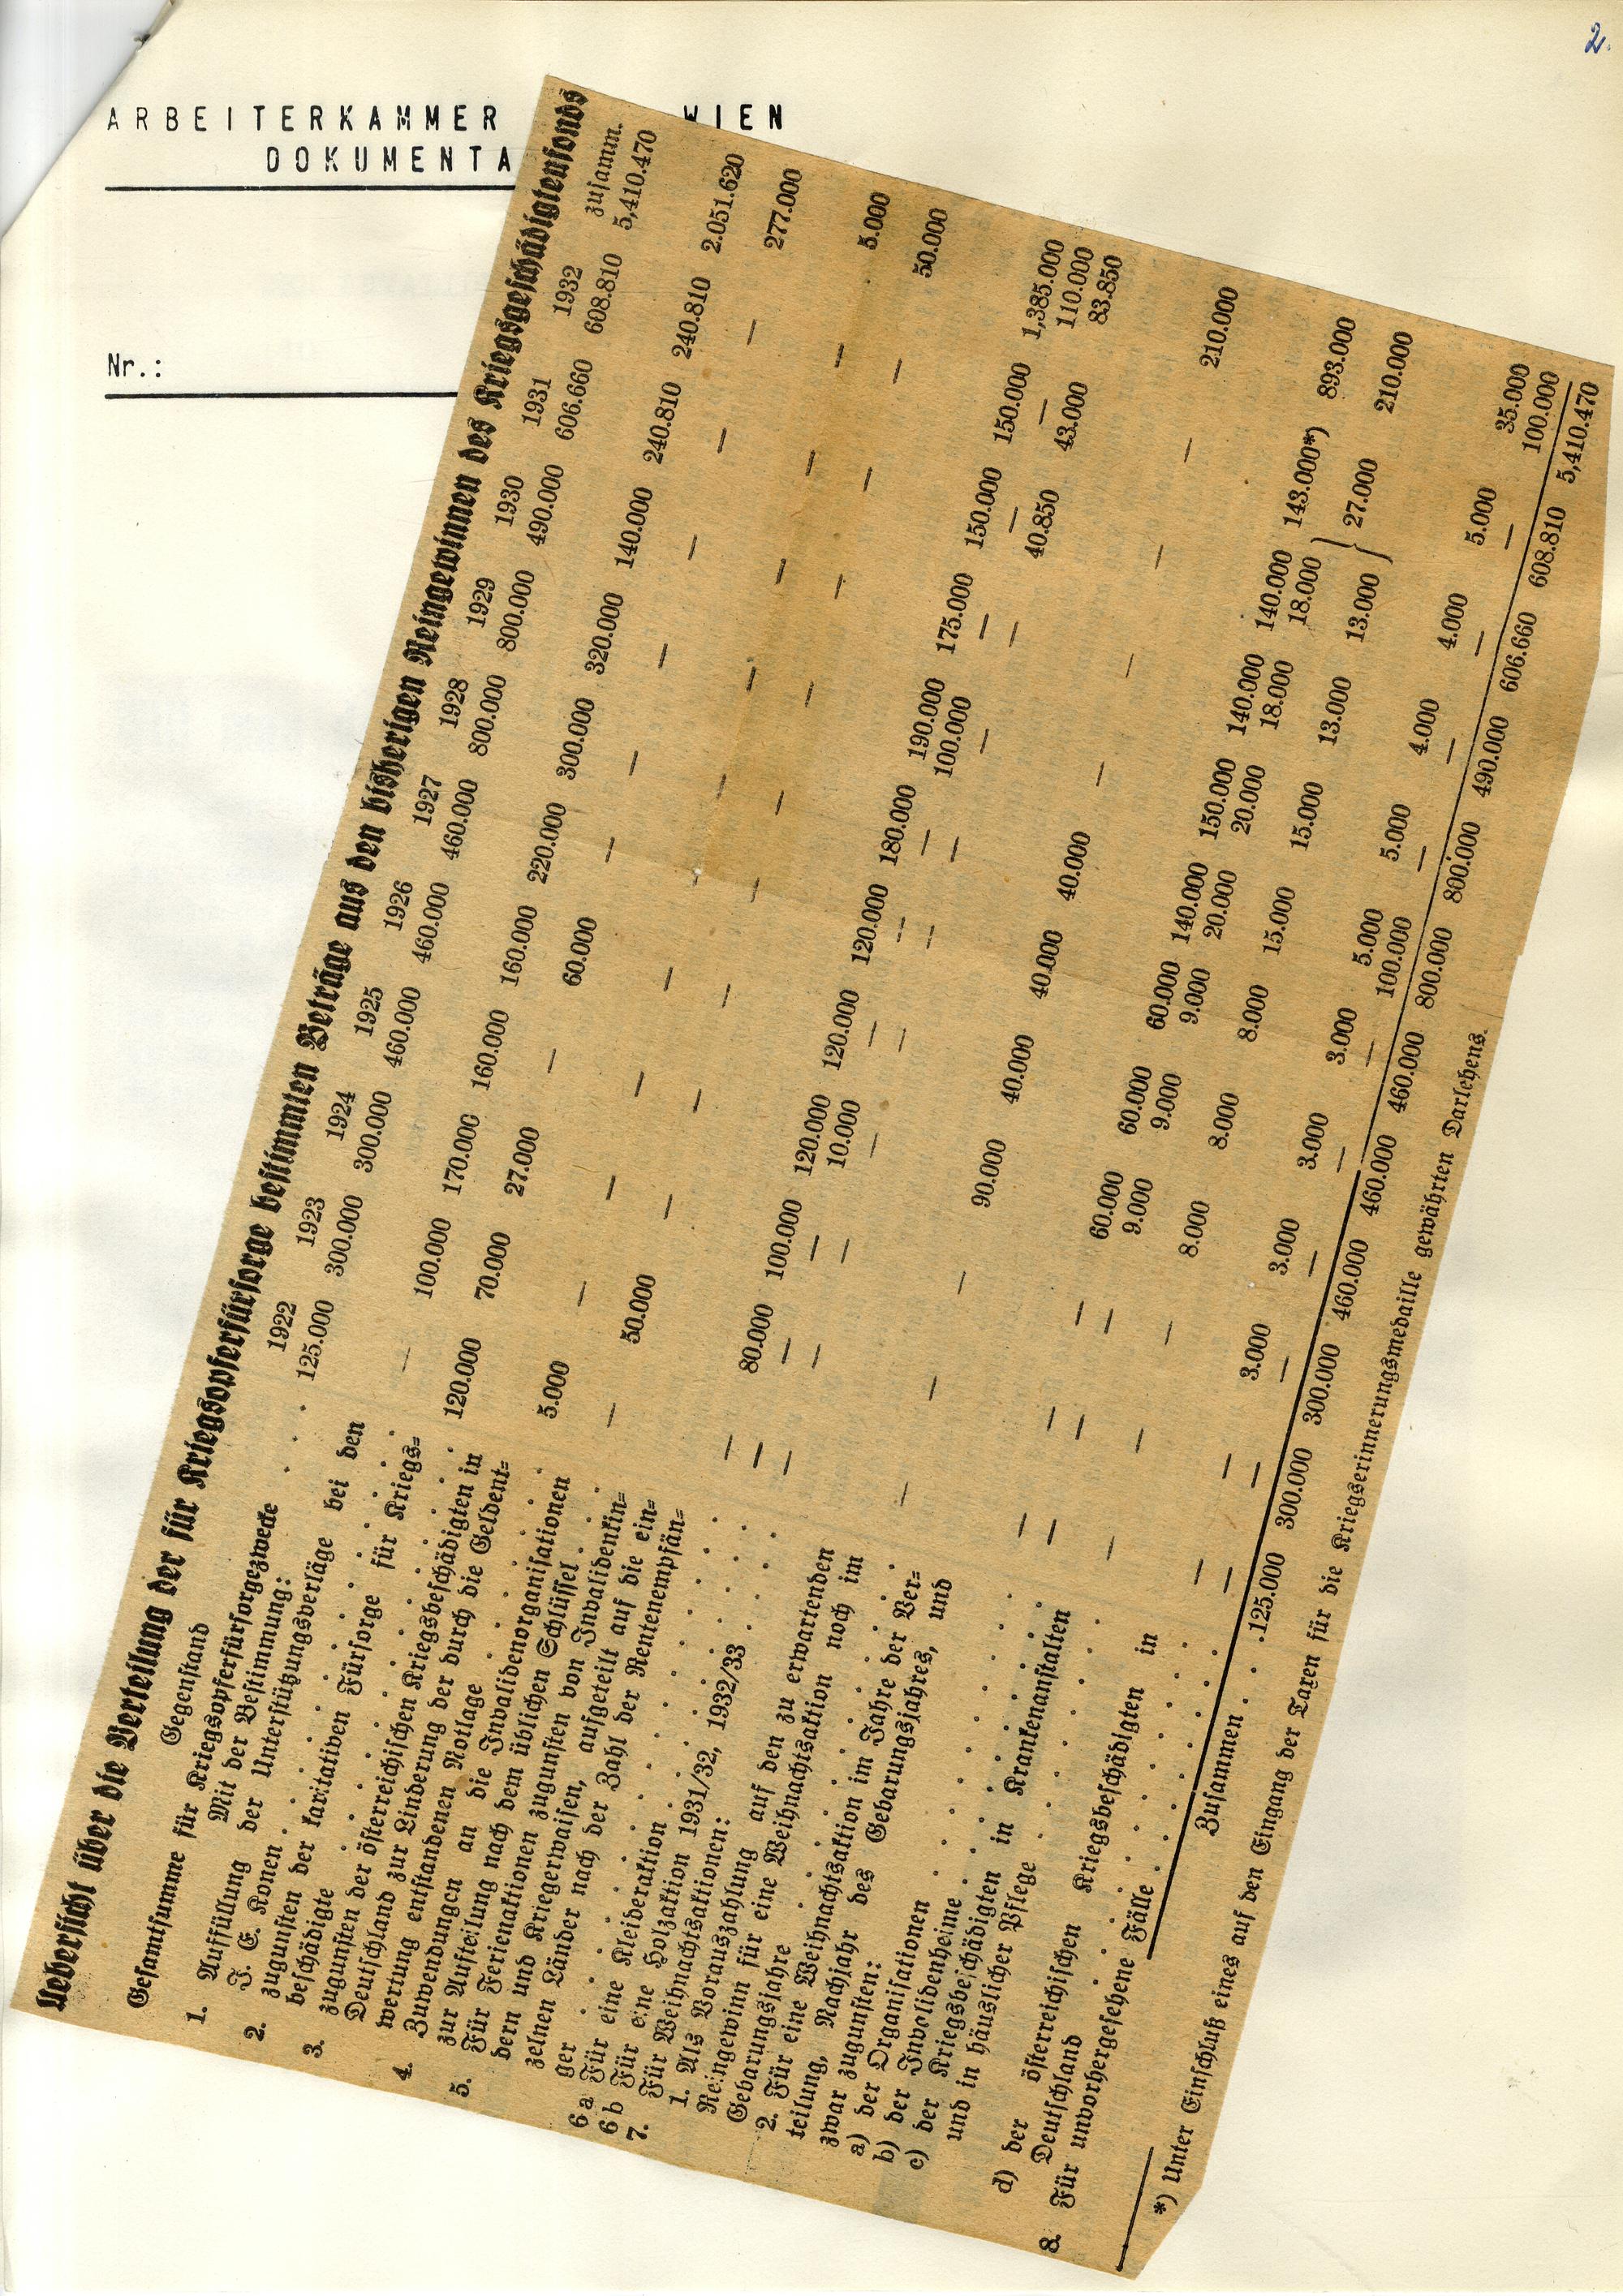 2.
ARBEITERKAMMER WIEN
DOKUMENTA
Nr.:
Uebersicht über die Verteilung der für Kriegsopferfürsorge bestimmten Beträge aus den bisherigen Reingewinnen des Kriegsgeschädigtenfonds
Gegenstand 1922 1923 1924 1925 1926 1927 1928 1929 1930 1931 1932 zusamm.
Gesamtsumme für Kriegsopferfürsorgezwecke . . 125.000 300.000 300.000 460.000 460.000 460.000 800.000 800.000 490.000 606.660 608.810 5,410.470
Mit der Bestimmung:
1. Auffüllung der Unterstützungsverläge bei den
J. E. Konen . . . . . . . . — 100.000 170.000 160.000 160.000 220.000 300.000 320.000 140.000 240.810 240.810 2.051.620
2. zugunsten der karitativen Fürsorge für Kriegs=
beschädigte . . . . . . . . 120.000 70.000 27.000 — 60.000 — — — — — — 277.000
3. zugunsten der österreichischen Kriegsbeschädigten in
Deutschland zur Linderung der durch die Geldent=
wertung entstandenen Notlage . . . . 5.000 — — — — — — — — — — 5.000
4. Zuwendungen an die Invalidenorganisationen
zur Aufteilung nach dem üblichen Schlüssel . . — 50.000 — — — — — — — — — 50.000
5. Für Ferienaktionen zugunsten von Invalidenkin=
dern und Kriegerwaisen, aufgeteilt auf die ein=
zelnen Länder nach der Zahl der Rentenempfän=
ger . . . . . . . . . — 80.000 100.000 120.000 120.000 120.000 180.000 190.000 175.000 150.000 150.000 1,385.000
6a Für eine Kleideraktion . . . . . — — — 10.000 — -- — 100.000 — — — 110.000
6b Für eine Holzaktion 1931/32, 1932/33 . . . — — — — — -- — — — 40.850 43.000 83.850
7. Für Weihnachtsaktionen:
1. Als Vorauszahlung auf den zu erwartenden
Reingewinn für eine Weihnachtsaktion noch im
Gebarungsjahre . . . . . . . — — — 90.000 40.000 40.000 40.000 — — — — 210.000
2. Für eine Weihnachtsaktion im Jahre der Ver=
teilung, Nachjahr des Gebarungsjahres, und
zwar zugunsten:
a) der Organisationen . . . . . . — — — 60.000 60.000 60.000 140.000 150.000 140.000 140.000 143.000*) 893.000
b) der Invalidenheime . . . . . . — — — 9.000 9.000 9.000 20.000 20.000 18.000 18.000 }
c) der Kriegsbeschädigten in Krankenanstalten
und in häuslicher Pflege . . . . . — — — 8.000 8.000 8.000 15.000 15.000 13.000 13.000 } 27.000 210.000
d) der österreichischen Kriegsbeschädigten in
Deutschland . . . . . . . — — 3.000 3.000 3.000 3.000 5.000 5.000 4.000 4.000 5.000 35.000
8. Für unvorhergesehene Fälle . . . . . — — — — — — 100.000 — — — — 100.000
Zusammen . . . 125.000 300.000 300.000 460.000 460.000 460.000 800.000 800.000 490.000 606.660 608.810 5,410.470
*) Unter Einschluß eines auf den Eingang der Taxen für die Kriegserinnerungsmedaille gewährten Darlehens.